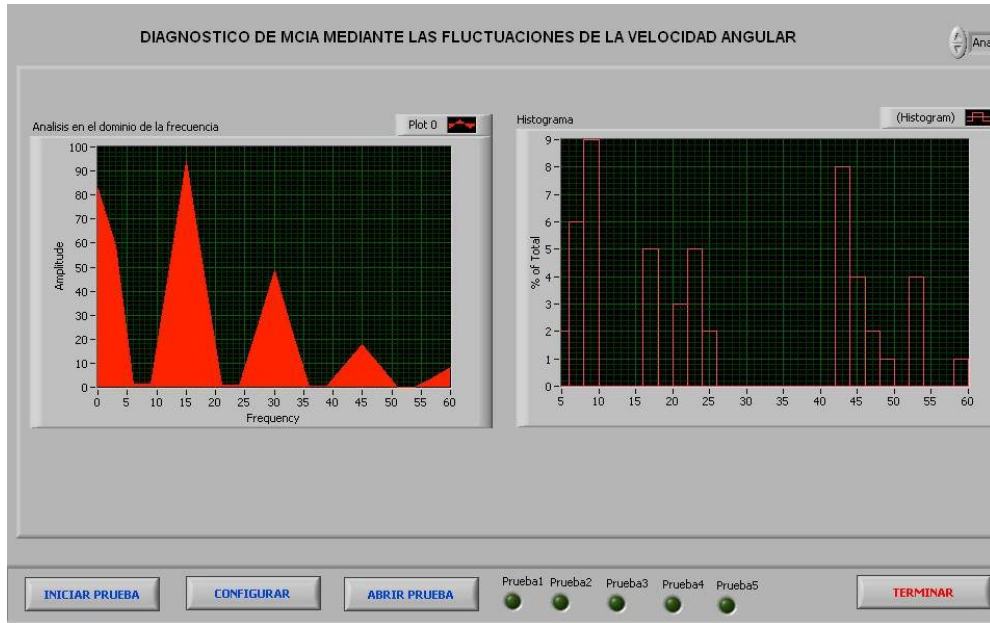 DIAGNOSTICO DE MCIA MEDIANTE LAS FLUCTUACIONES DE LA VELOCIDAD ANGULAR
Ana
Analisis en el dominio de la frecuencia
Plot 0
Amplitude
100
90
80
70
60
50
40
30
20
10
0
0 5 10 15 20 25 30 35 40 45 50 55 60
Frequency
Histograma
(Histogram)
% of Total
9
8
7
6
5
4
3
2
1
0
5 10 15 20 25 30 35 40 45 50 55 60
INICIAR PRUEBA
CONFIGURAR
ABRIR PRUEBA
Prueba1 Prueba2 Prueba3 Prueba4 Prueba5
TERMINAR